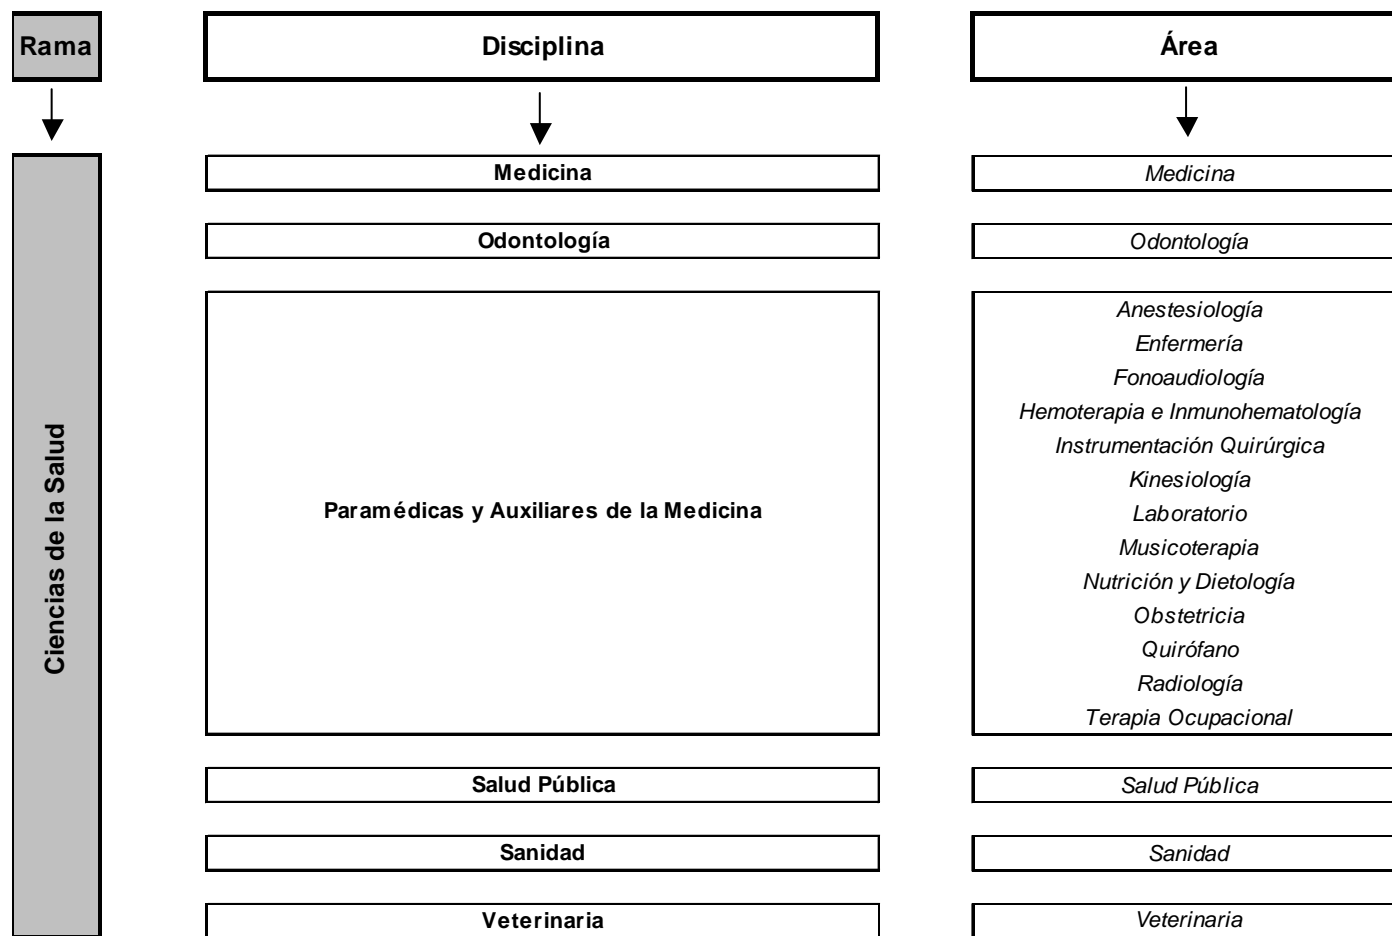 Rama
Disciplina
Área
Ciencias de la Salud
Medicina
Medicina
Odontología
Odontología
Paramédicas y Auxiliares de la Medicina
Anestesiología
Enfermería
Fonoaudiología
Hemoterapia e Inmunohematología
Instrumentación Quirúrgica
Kinesiología
Laboratorio
Musicoterapia
Nutrición y Dietología
Obstetricia
Quirófano
Radiología
Terapia Ocupacional
Salud Pública
Salud Pública
Sanidad
Sanidad
Veterinaria
Veterinaria